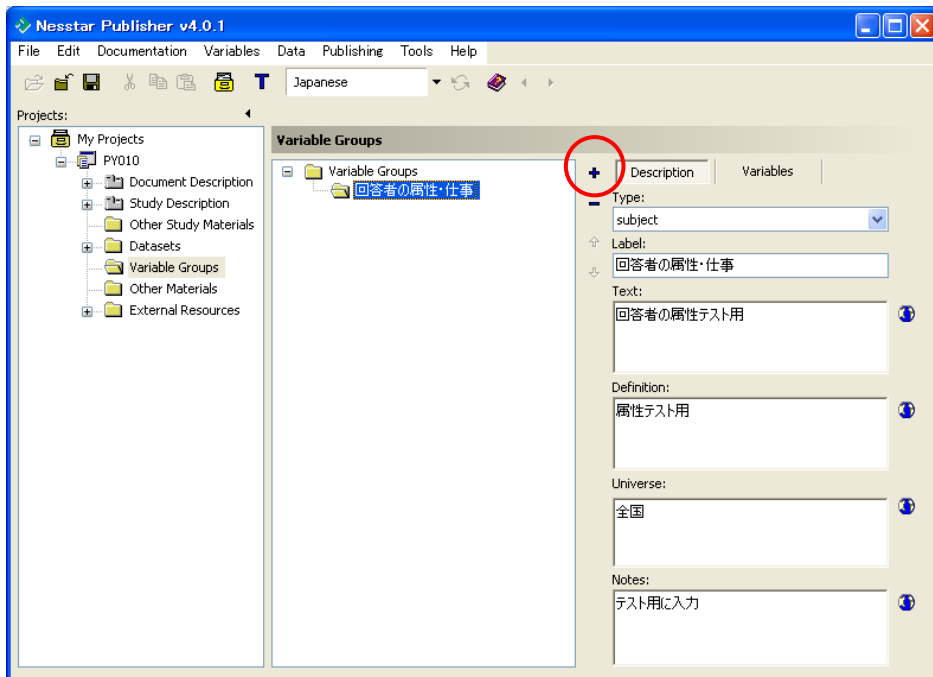 Nesstar Publisher v4.0.1
File Edit Documentation Variables Data Publishing Tools Help
T Japanese
Projects:
My Projects
PY010
Document Description
Study Description
Other Study Materials
Datasets
Variable Groups
Other Materials
External Resources
Variable Groups
Variable Groups
回答者の属性・仕事
Description Variables
Type:
subject
Label:
回答者の属性・仕事
Text:
回答者の属性テスト用
Definition:
属性テスト用
Universe:
全国
Notes:
テスト用に入力